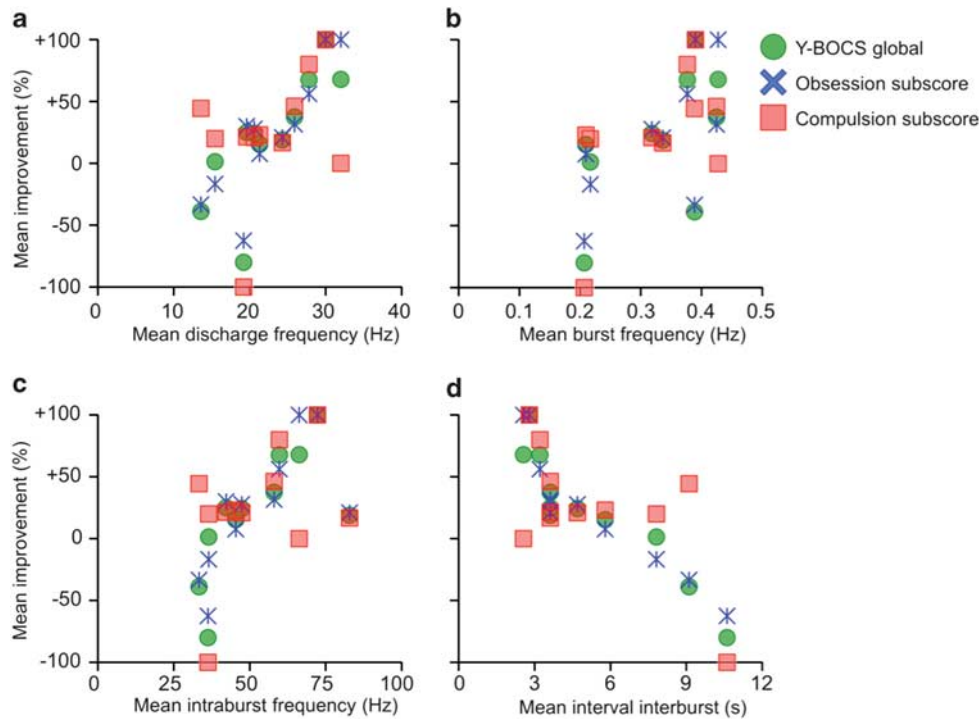 a
b
+100
+50
0
-50
-100
Mean improvement (%)
0
10
20
30
40
Mean discharge frequency (Hz)
0
0.1
0.2
0.3
0.4
0.5
Mean burst frequency (Hz)
Y-BOCS global
Obsession subscore
Compulsion subscore
c
d
+100
+50
0
-50
-100
Mean improvement (%)
0
25
50
75
100
Mean intraburst frequency (Hz)
0
3
6
9
12
Mean interval interburst (s)